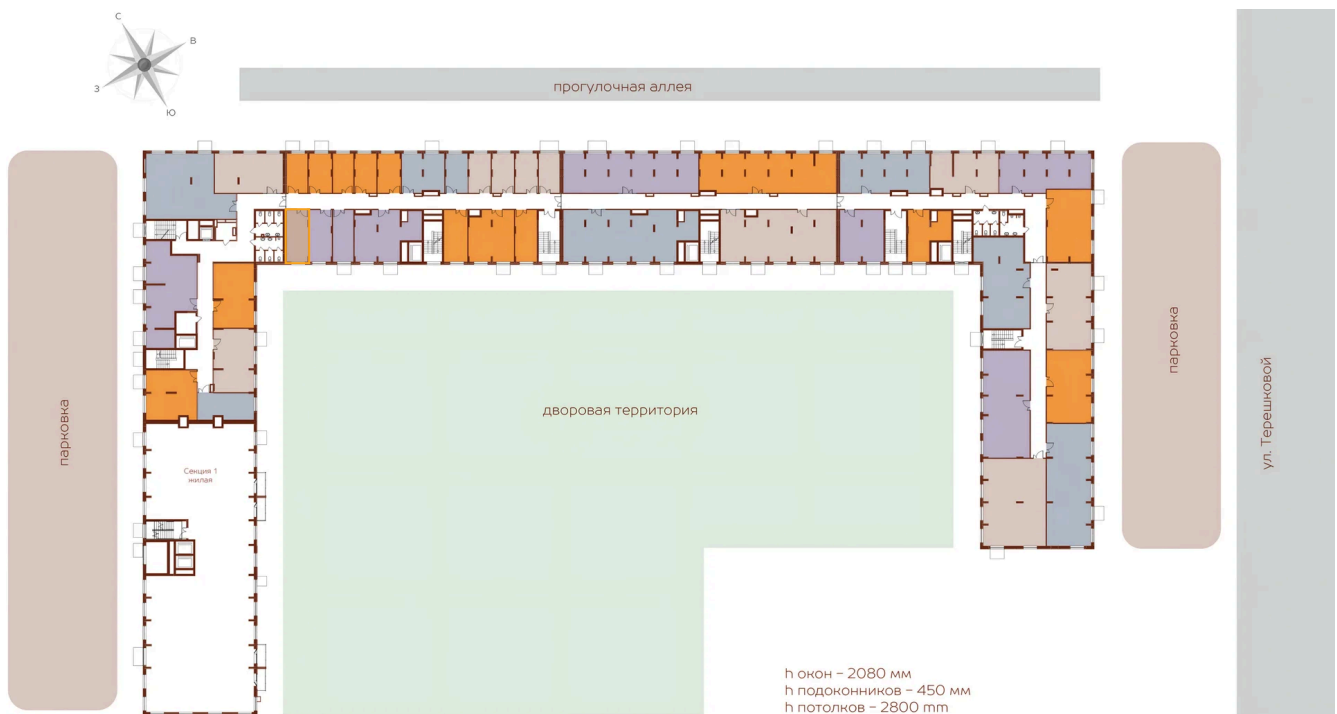 С
В
З
Ю
прогулочная аллея
парковка
парковка
ул. Терешковой
дворовая территория
Секция 1
жилая
h окон – 2080 мм
h подоконников – 450 мм
h потолков – 2800 mm